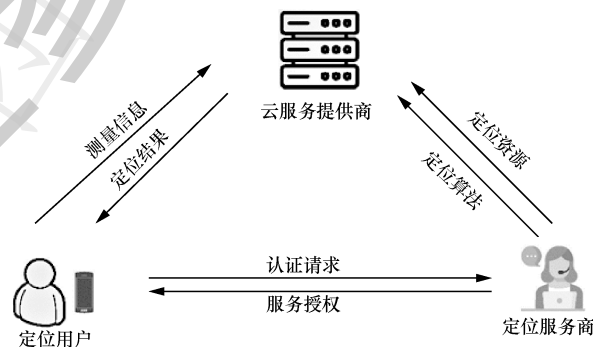 云服务提供商
测量信息
定位结果
定位资源
定位算法
认证请求
服务授权
定位用户
定位服务商